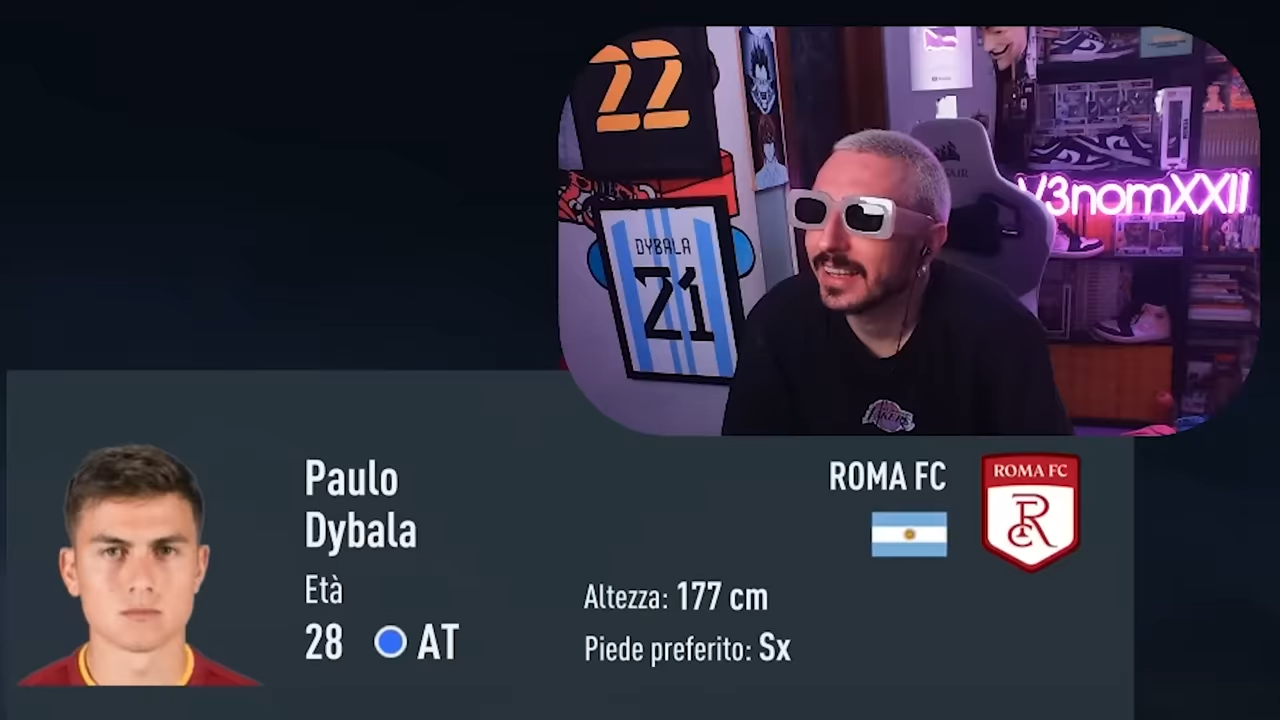 22
DYBALA
21
V3nomXXII
LAKERS
Paulo
Dybala
Età
28 AT
Altezza: 177 cm
Piede preferito: Sx
ROMA FC
ROMA FC